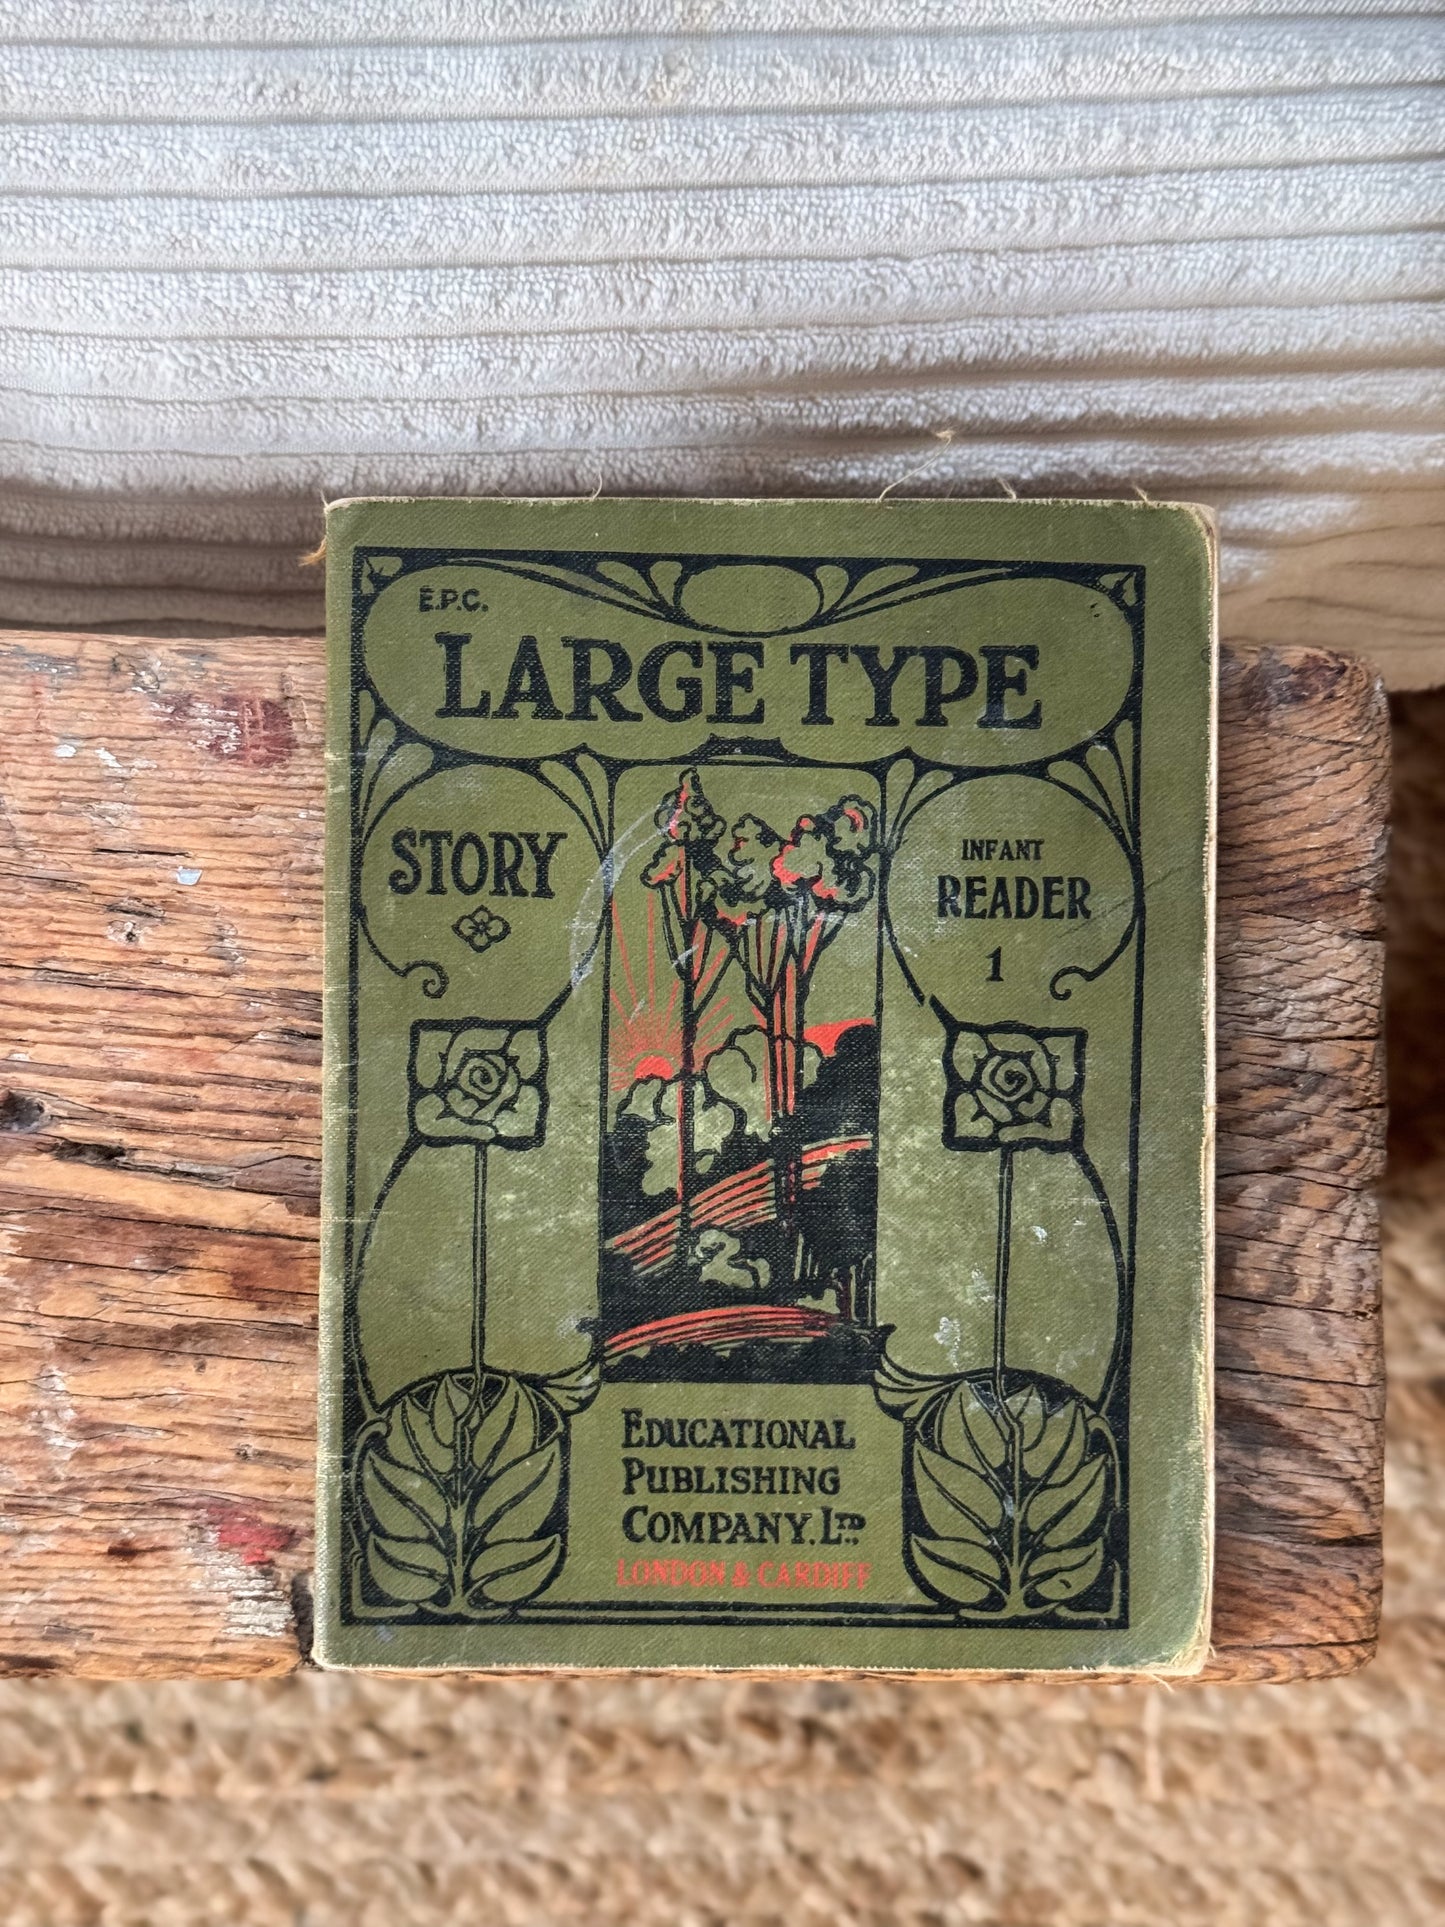 E.P.C.
LARGE TYPE
STORY
INFANT
READER
1
EDUCATIONAL
PUBLISHING
COMPANY. LTD
LONDON & CARDIFF